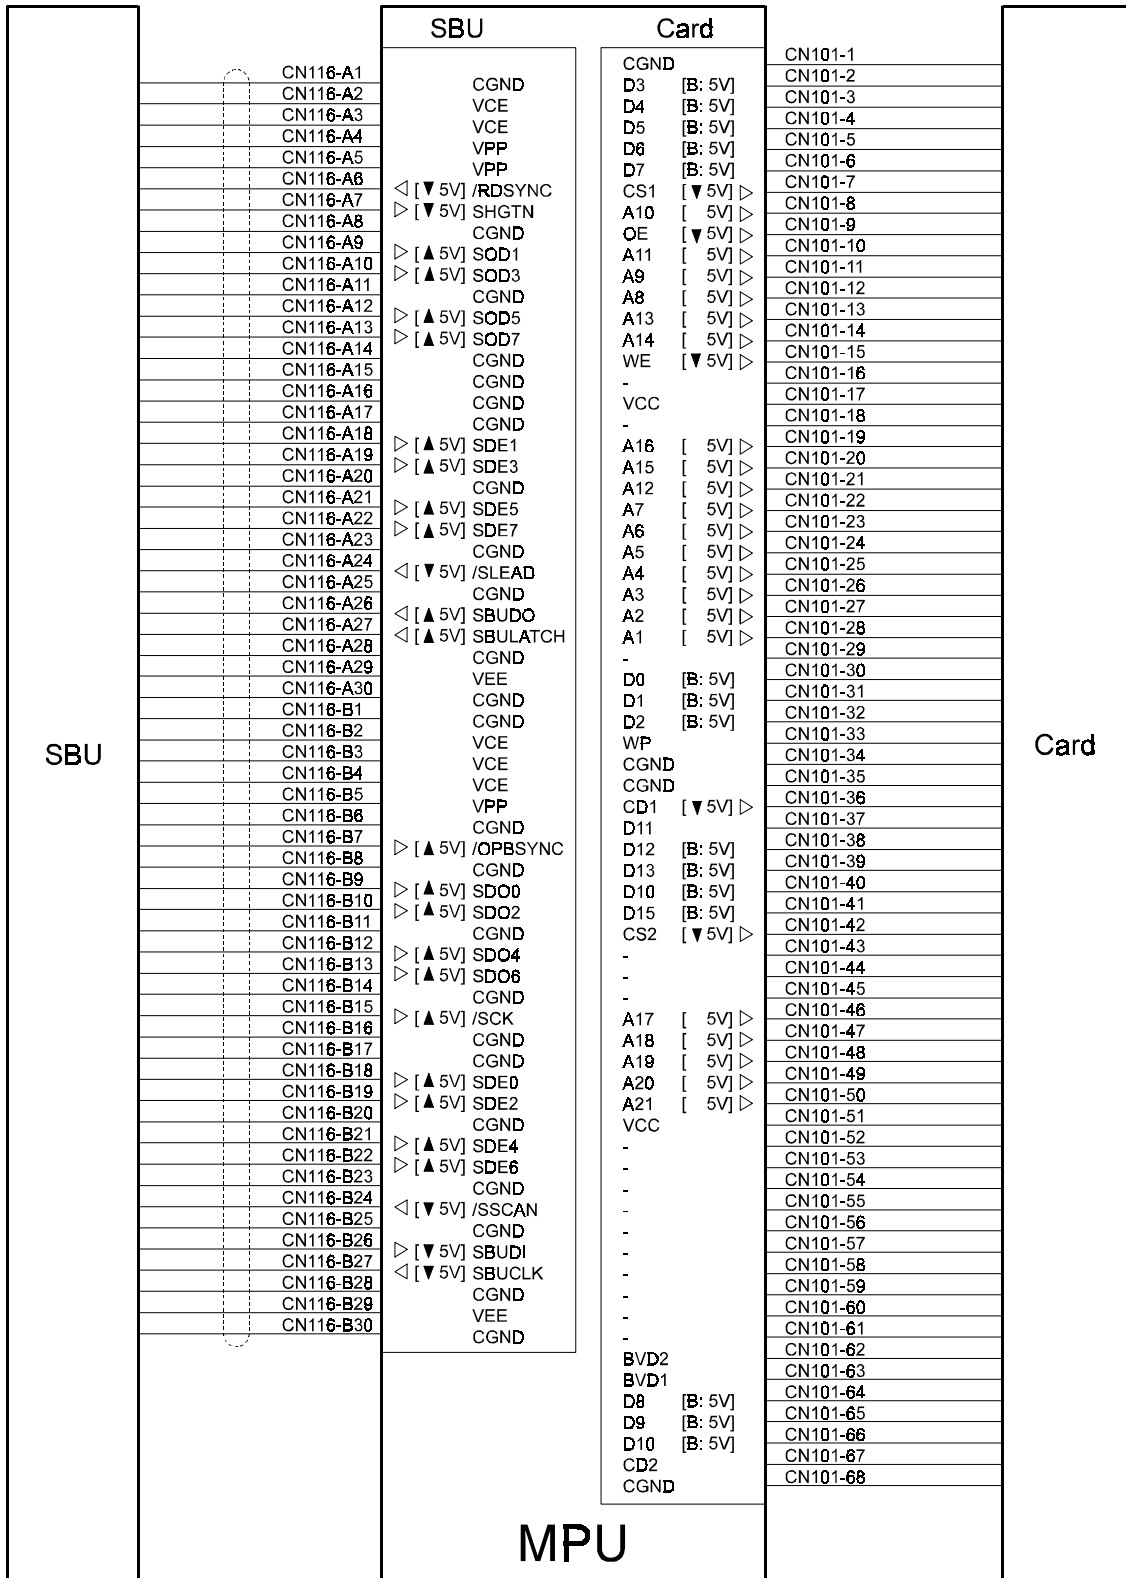 SBU
Card
CN116-A1 CGND
CN116-A2 VCE
CN116-A3 VCE
CN116-A4 VPP
CN116-A5 VPP
CN116-A6 ◁ [▼ 5V] /RDSYNC
CN116-A7 ▷ [▼ 5V] SHGTN
CN116-A8 CGND
CN116-A9 ▷ [▲ 5V] SOD1
CN116-A10 ▷ [▲ 5V] SOD3
CN116-A11 CGND
CN116-A12 ▷ [▲ 5V] SOD5
CN116-A13 ▷ [▲ 5V] SOD7
CN116-A14 CGND
CN116-A15 CGND
CN116-A16 CGND
CN116-A17 CGND
CN116-A18 ▷ [▲ 5V] SDE1
CN116-A19 ▷ [▲ 5V] SDE3
CN116-A20 CGND
CN116-A21 ▷ [▲ 5V] SDE5
CN116-A22 ▷ [▲ 5V] SDE7
CN116-A23 CGND
CN116-A24 ◁ [▼ 5V] /SLEAD
CN116-A25 CGND
CN116-A26 ◁ [▲ 5V] SBUDO
CN116-A27 ◁ [▲ 5V] SBULATCH
CN116-A28 CGND
CN116-A29 VEE
CN116-A30 CGND
CN116-B1 CGND
CN116-B2 VCE
CN116-B3 VCE
CN116-B4 VCE
CN116-B5 VPP
CN116-B6 CGND
CN116-B7 ▷ [▲ 5V] /OPBSYNC
CN116-B8 CGND
CN116-B9 ▷ [▲ 5V] SDO0
CN116-B10 ▷ [▲ 5V] SDO2
CN116-B11 CGND
CN116-B12 ▷ [▲ 5V] SDO4
CN116-B13 ▷ [▲ 5V] SDO6
CN116-B14 CGND
CN116-B15 ▷ [▲ 5V] /SCK
CN116-B16 CGND
CN116-B17 CGND
CN116-B18 ▷ [▲ 5V] SDE0
CN116-B19 ▷ [▲ 5V] SDE2
CN116-B20 CGND
CN116-B21 ▷ [▲ 5V] SDE4
CN116-B22 ▷ [▲ 5V] SDE6
CN116-B23 CGND
CN116-B24 ◁ [▼ 5V] /SSCAN
CN116-B25 CGND
CN116-B26 ▷ [▼ 5V] SBUDI
CN116-B27 ◁ [▼ 5V] SBUCLK
CN116-B28 CGND
CN116-B29 VEE
CN116-B30 CGND
CGND CN101-1
D3 [B: 5V] CN101-2
D4 [B: 5V] CN101-3
D5 [B: 5V] CN101-4
D6 [B: 5V] CN101-5
D7 [B: 5V] CN101-6
CS1 [▼ 5V] ▷ CN101-7
A10 [ 5V] ▷ CN101-8
OE [▼ 5V] ▷ CN101-9
A11 [ 5V] ▷ CN101-10
A9 [ 5V] ▷ CN101-11
A8 [ 5V] ▷ CN101-12
A13 [ 5V] ▷ CN101-13
A14 [ 5V] ▷ CN101-14
WE [▼ 5V] ▷ CN101-15
- CN101-16
VCC CN101-17
- CN101-18
A16 [ 5V] ▷ CN101-19
A15 [ 5V] ▷ CN101-20
A12 [ 5V] ▷ CN101-21
A7 [ 5V] ▷ CN101-22
A6 [ 5V] ▷ CN101-23
A5 [ 5V] ▷ CN101-24
A4 [ 5V] ▷ CN101-25
A3 [ 5V] ▷ CN101-26
A2 [ 5V] ▷ CN101-27
A1 [ 5V] ▷ CN101-28
- CN101-29
D0 [B: 5V] CN101-30
D1 [B: 5V] CN101-31
D2 [B: 5V] CN101-32
WP CN101-33
CGND CN101-34
CGND CN101-35
CD1 [▼ 5V] ▷ CN101-36
D11 CN101-37
D12 [B: 5V] CN101-38
D13 [B: 5V] CN101-39
D10 [B: 5V] CN101-40
D15 [B: 5V] CN101-41
CS2 [▼ 5V] ▷ CN101-42
- CN101-43
- CN101-44
- CN101-45
A17 [ 5V] ▷ CN101-46
A18 [ 5V] ▷ CN101-47
A19 [ 5V] ▷ CN101-48
A20 [ 5V] ▷ CN101-49
A21 [ 5V] ▷ CN101-50
VCC CN101-51
- CN101-52
- CN101-53
- CN101-54
- CN101-55
- CN101-56
- CN101-57
- CN101-58
- CN101-59
- CN101-60
- CN101-61
BVD2 CN101-62
BVD1 CN101-63
D8 [B: 5V] CN101-64
D9 [B: 5V] CN101-65
D10 [B: 5V] CN101-66
CD2 CN101-67
CGND CN101-68
SBU
Card
MPU